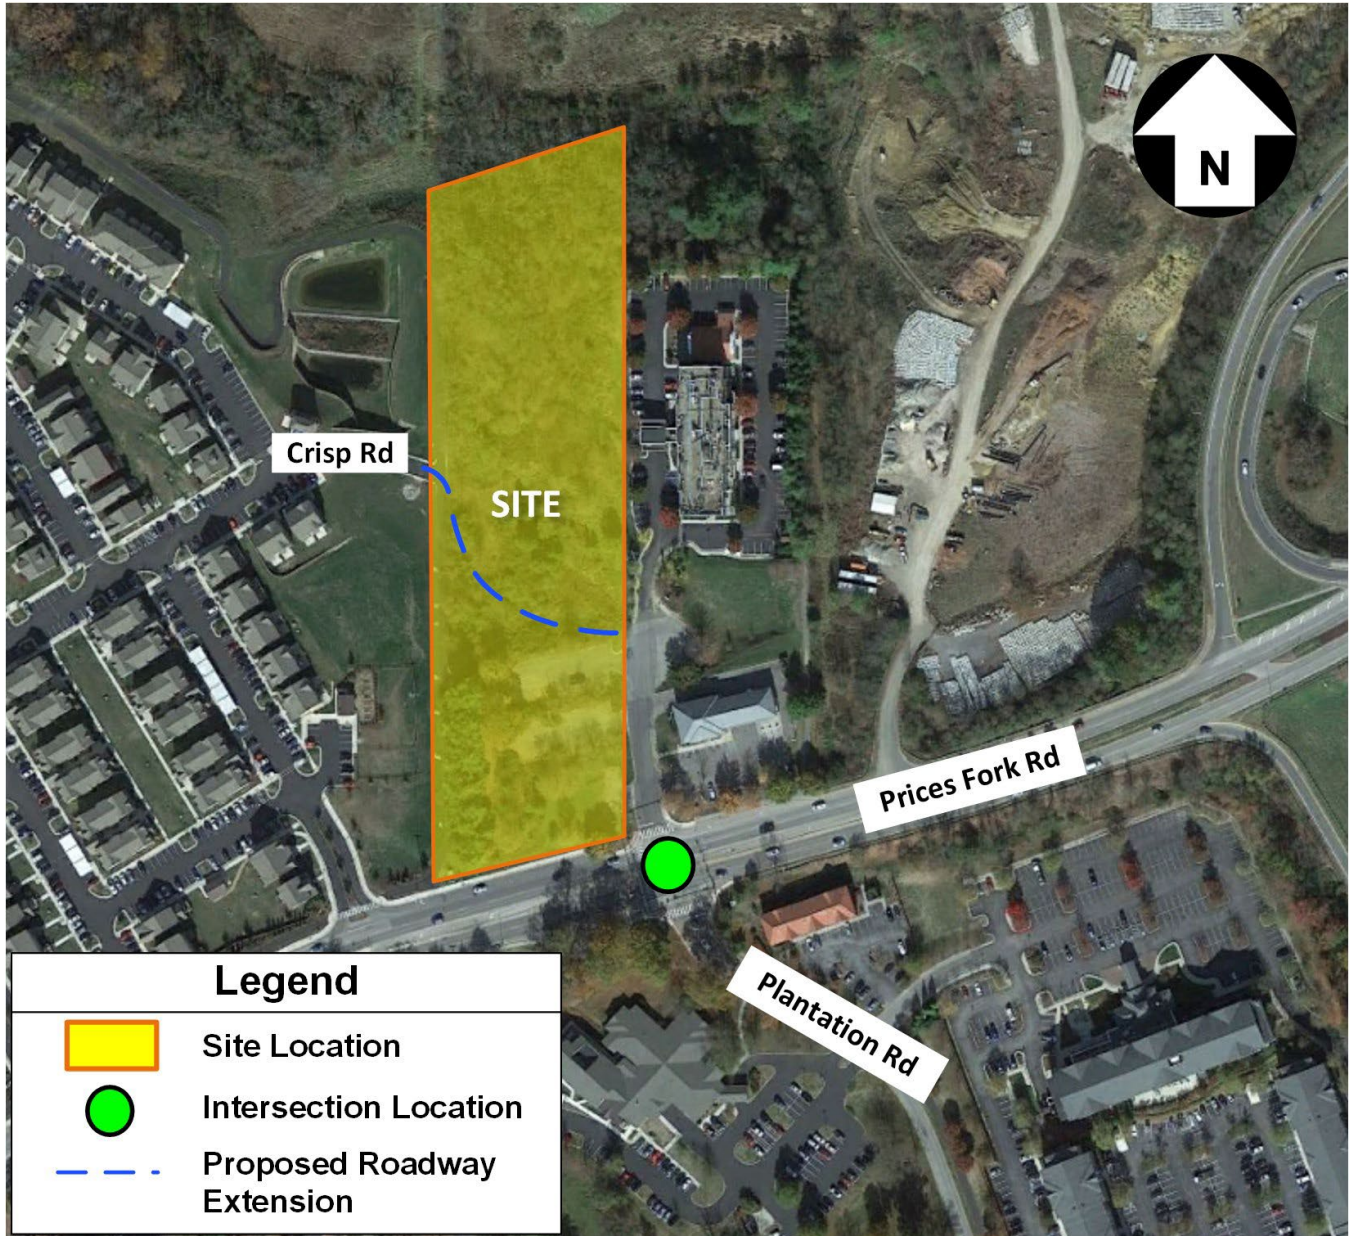 N
Crisp Rd
SITE
Prices Fork Rd
Plantation Rd
Legend
Site Location
Intersection Location
Proposed Roadway
Extension